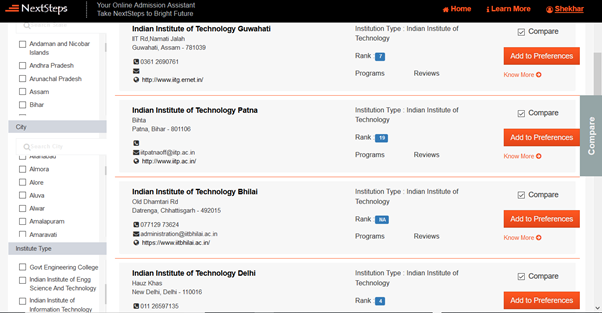 NextSteps
Your Online Admission Assistant
Take NextSteps to Bright Future
Home
Learn More
Shekhar
Andaman and Nicobar
Islands
Andhra Pradesh
Arunachal Pradesh
Assam
Bihar
City
Search City
Allahabad
Almora
Alore
Aluva
Alwar
Amalapuram
Amaravati
Institute Type
Govt Engineering College
Indian Institute of Engg
Science And Technology
Indian Institute of
Information Technology
Indian Institute of Technology Guwahati
IIT Rd,Namati Jalah
Guwahati, Assam - 781039
0361 2690761
http://www.iitg.ernet.in/
Institution Type : Indian Institute of
Technology
Rank : 7
Programs Reviews
Compare
Add to Preferences
Know More
Indian Institute of Technology Patna
Bihta
Patna, Bihar - 801106
iitpatnaoff@iitp.ac.in
http://www.iitp.ac.in/
Institution Type : Indian Institute of
Technology
Rank : 19
Programs Reviews
Compare
Add to Preferences
Know More
Indian Institute of Technology Bhilai
Old Dhamtari Rd
Datrenga, Chhattisgarh - 492015
077129 73624
administration@iitbhilai.ac.in
https://www.iitbhilai.ac.in/
Institution Type : Indian Institute of
Technology
Rank : NA
Programs Reviews
Compare
Add to Preferences
Know More
Indian Institute of Technology Delhi
Hauz Khas
New Delhi, Delhi - 110016
011 26597135
Institution Type : Indian Institute of
Technology
Rank : 4
Compare
Add to Preferences
Compare